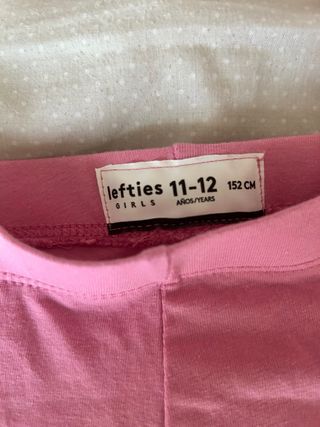 lefties 11-12 152 CM
GIRLS AÑOS/YEARS